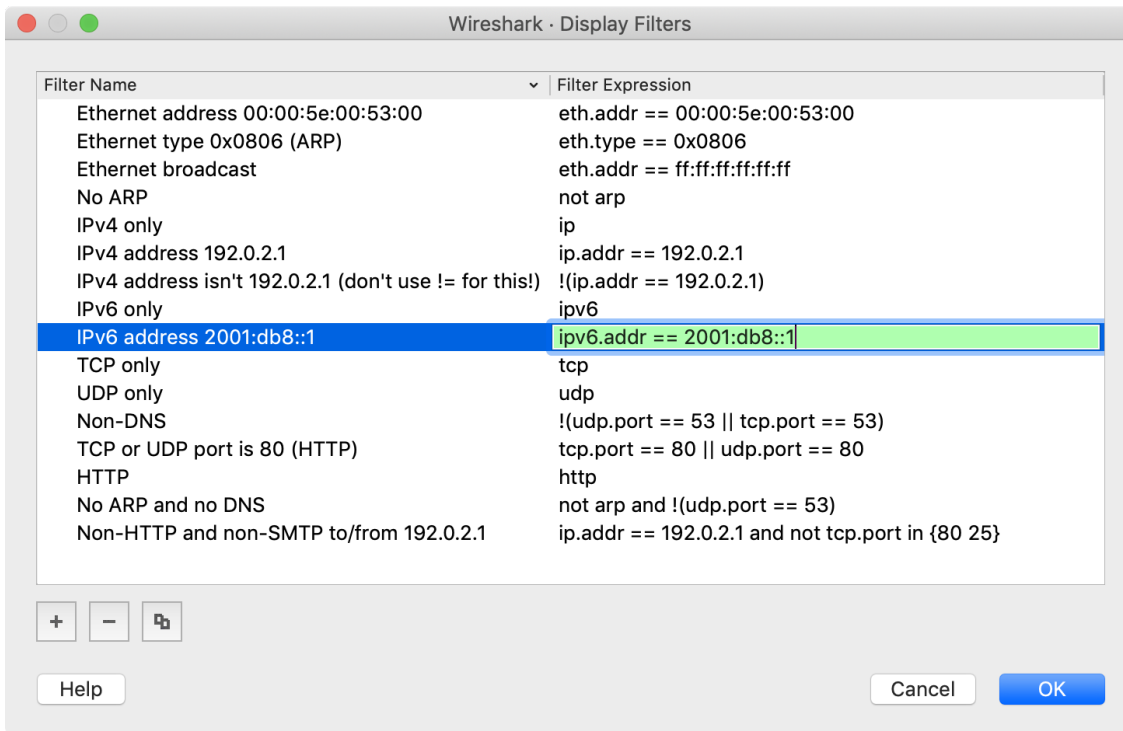 Wireshark · Display Filters
Filter Name Filter Expression
Ethernet address 00:00:5e:00:53:00 eth.addr == 00:00:5e:00:53:00
Ethernet type 0x0806 (ARP) eth.type == 0x0806
Ethernet broadcast eth.addr == ff:ff:ff:ff:ff:ff
No ARP not arp
IPv4 only ip
IPv4 address 192.0.2.1 ip.addr == 192.0.2.1
IPv4 address isn't 192.0.2.1 (don't use != for this!) !(ip.addr == 192.0.2.1)
IPv6 only ipv6
IPv6 address 2001:db8::1 ipv6.addr == 2001:db8::1
TCP only tcp
UDP only udp
Non-DNS !(udp.port == 53 || tcp.port == 53)
TCP or UDP port is 80 (HTTP) tcp.port == 80 || udp.port == 80
HTTP http
No ARP and no DNS not arp and !(udp.port == 53)
Non-HTTP and non-SMTP to/from 192.0.2.1 ip.addr == 192.0.2.1 and not tcp.port in {80 25}
Help Cancel OK